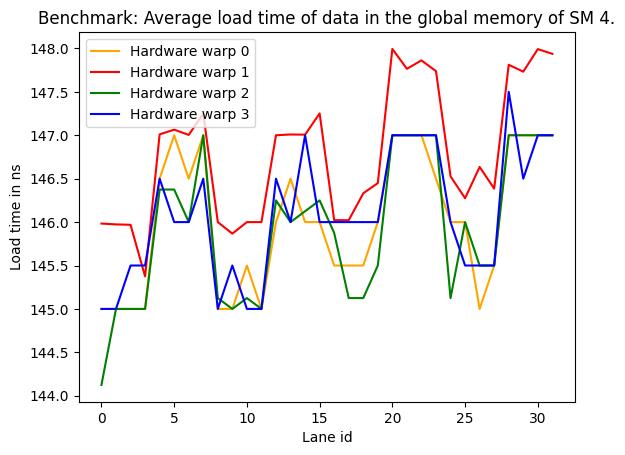 Benchmark: Average load time of data in the global memory of SM 4.
148.0
147.5
147.0
146.5
146.0
145.5
145.0
144.5
144.0
Load time in ns
Hardware warp 0
Hardware warp 1
Hardware warp 2
Hardware warp 3
0 5 10 15 20 25 30
Lane id